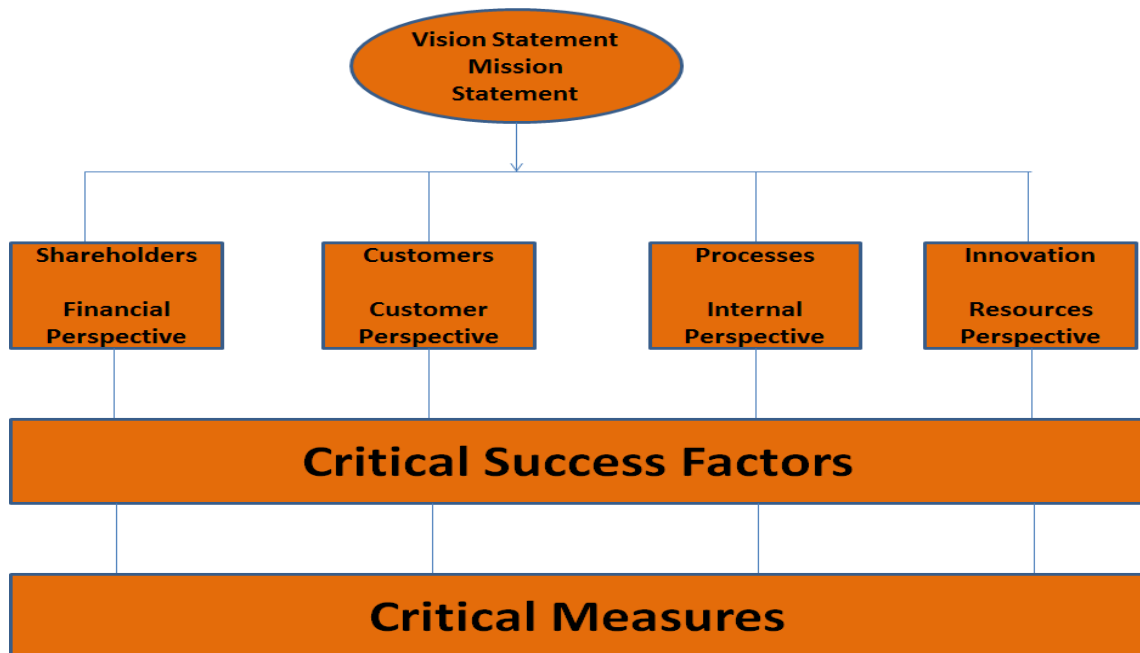 Vision Statement
Mission
Statement
Shareholders
Financial
Perspective
Customers
Customer
Perspective
Processes
Internal
Perspective
Innovation
Resources
Perspective
Critical Success Factors
Critical Measures